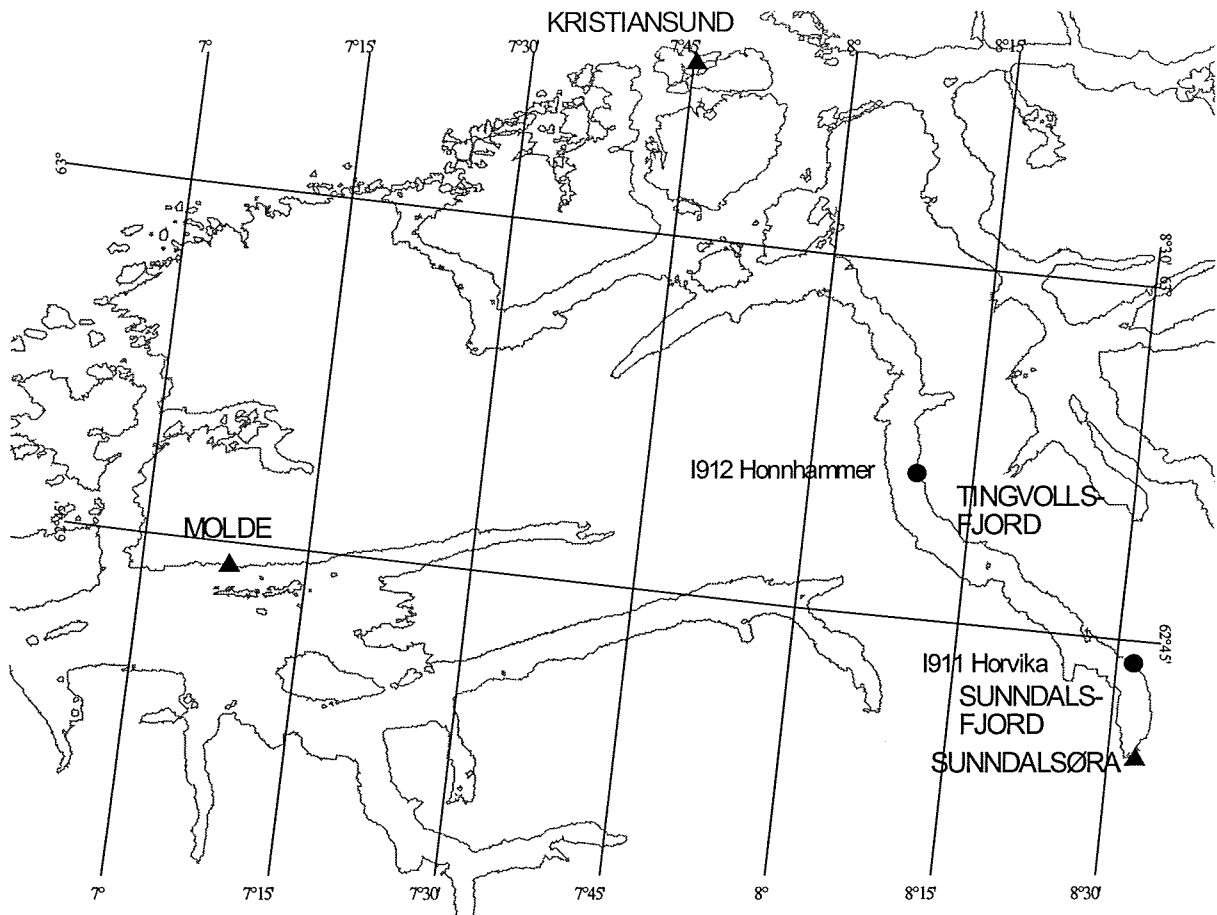 KRISTIANSUND
7°
7°15'
7°30'
7°45'
8°
8°15'
63°
8°30'
63°
I912 Honnhammer
TINGVOLLS-
FJORD
62°45'
MOLDE
62°45'
I911 Horvika
SUNNDALS-
FJORD
SUNNDALSØRA
7°
7°15'
7°30'
7°45'
8°
8°15'
8°30'